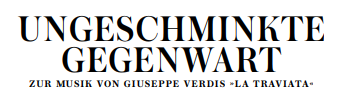 UNGESCHMINKTE
GEGENWART
ZUR MUSIK VON GIUSEPPE VERDIS »LA TRAVIATA«